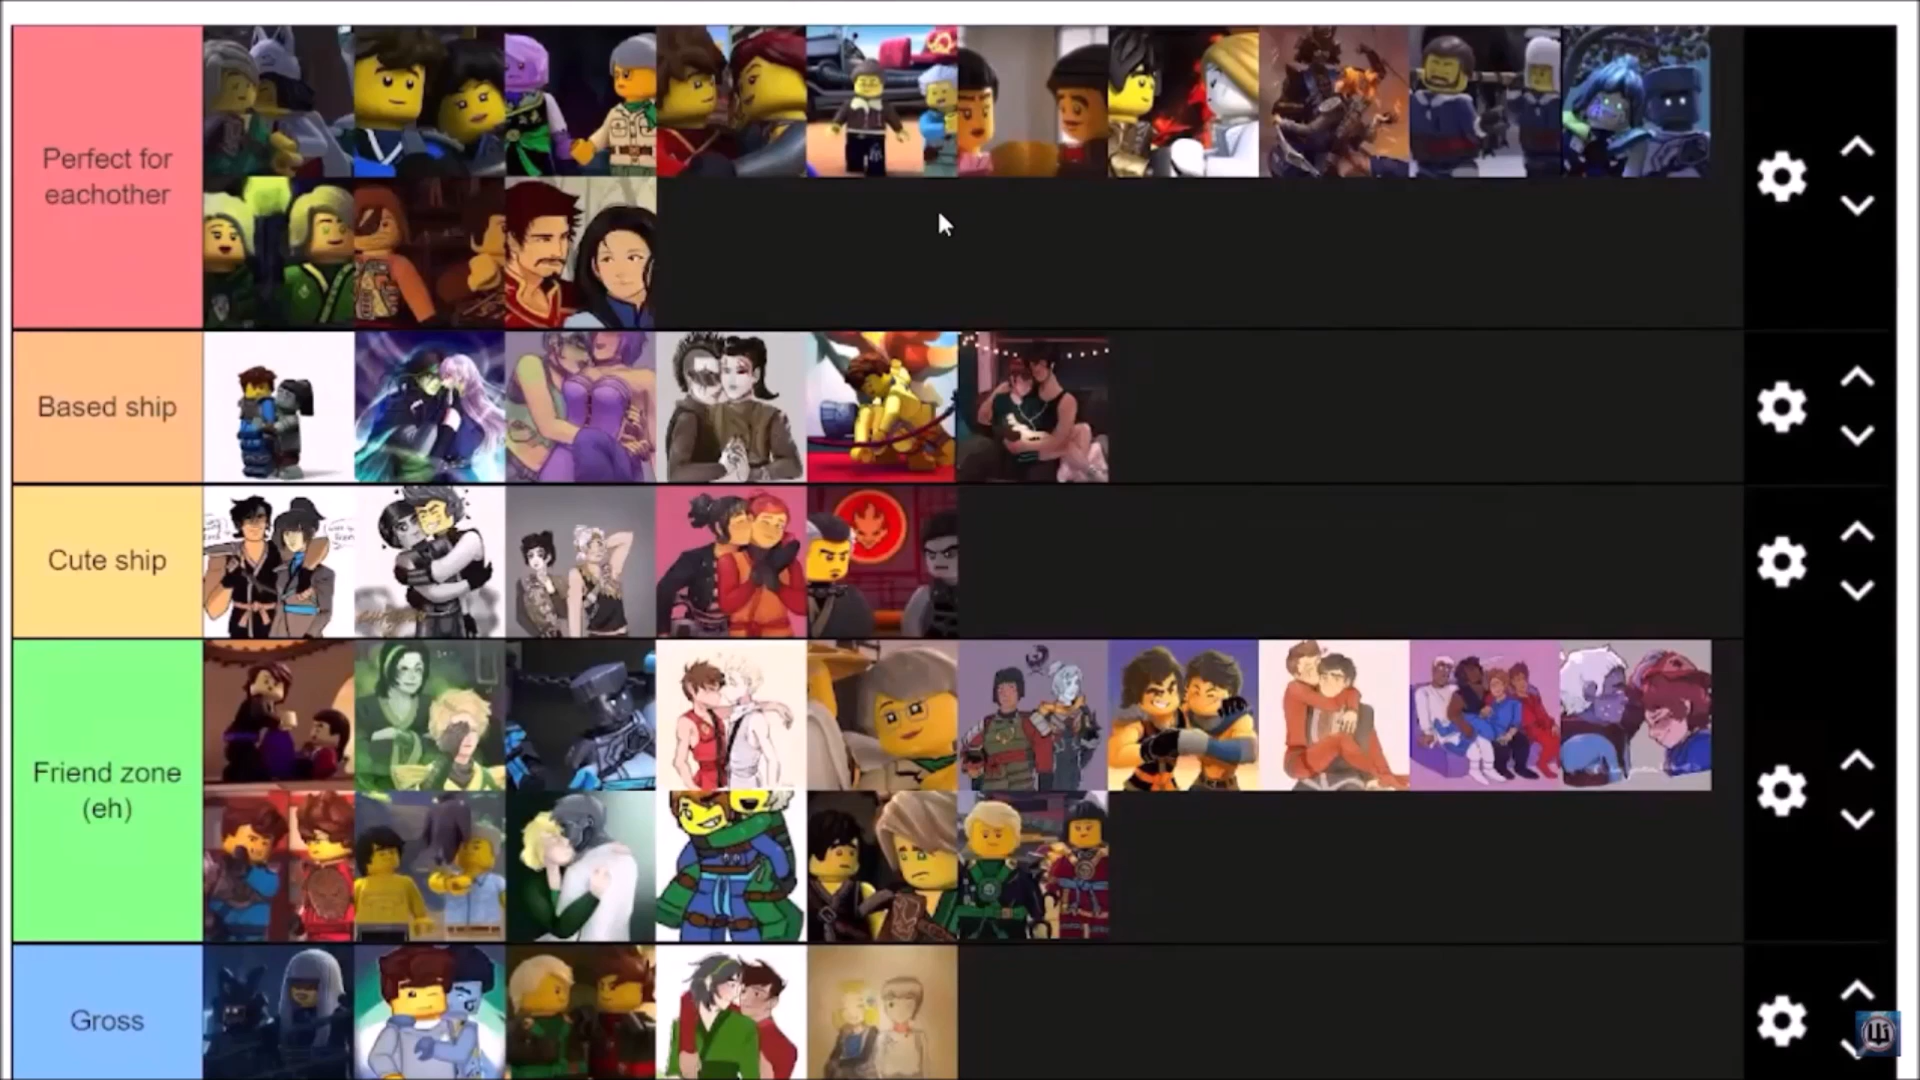 Perfect for
eachother
Based ship
Cute ship
Friend zone
(eh)
Gross